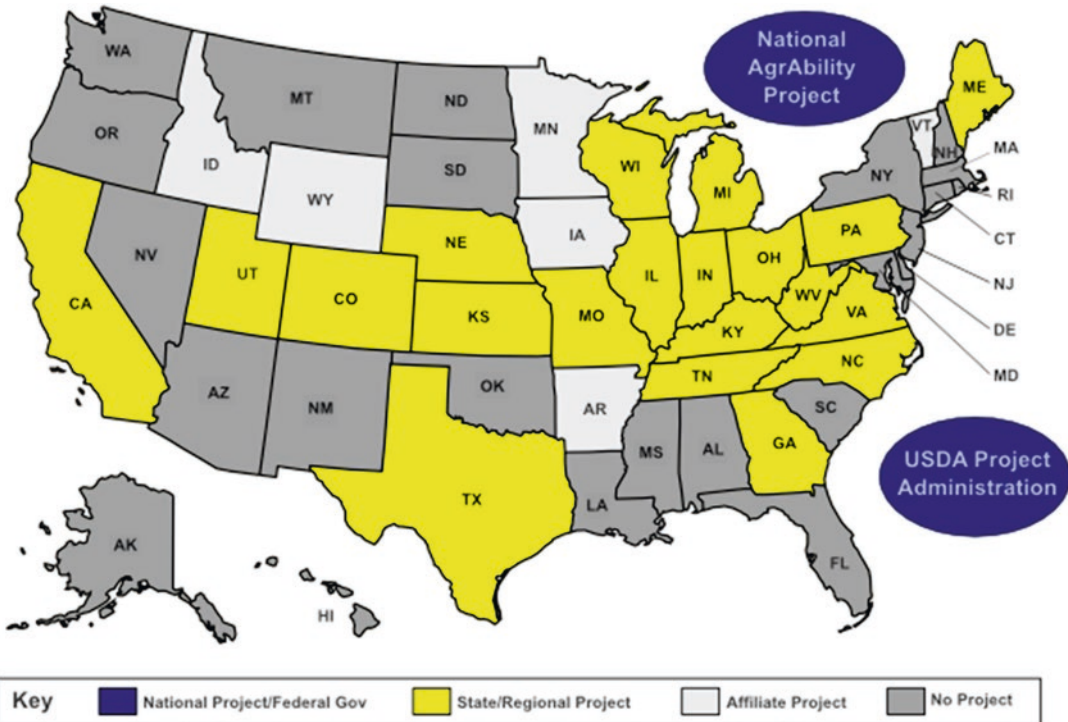 National
AgrAbility
Project
WA
MT
ND
MN
ME
VT
NH
MA
OR
ID
SD
WI
NY
RI
WY
MI
CT
IA
NE
PA
NJ
NV
UT
IL
IN
OH
CA
CO
KS
MO
WV
VA
DE
KY
MD
TN
NC
AZ
NM
OK
AR
SC
MS
AL
GA
USDA Project
Administration
TX
LA
FL
AK
HI
Key
National Project/Federal Gov
State/Regional Project
Affiliate Project
No Project